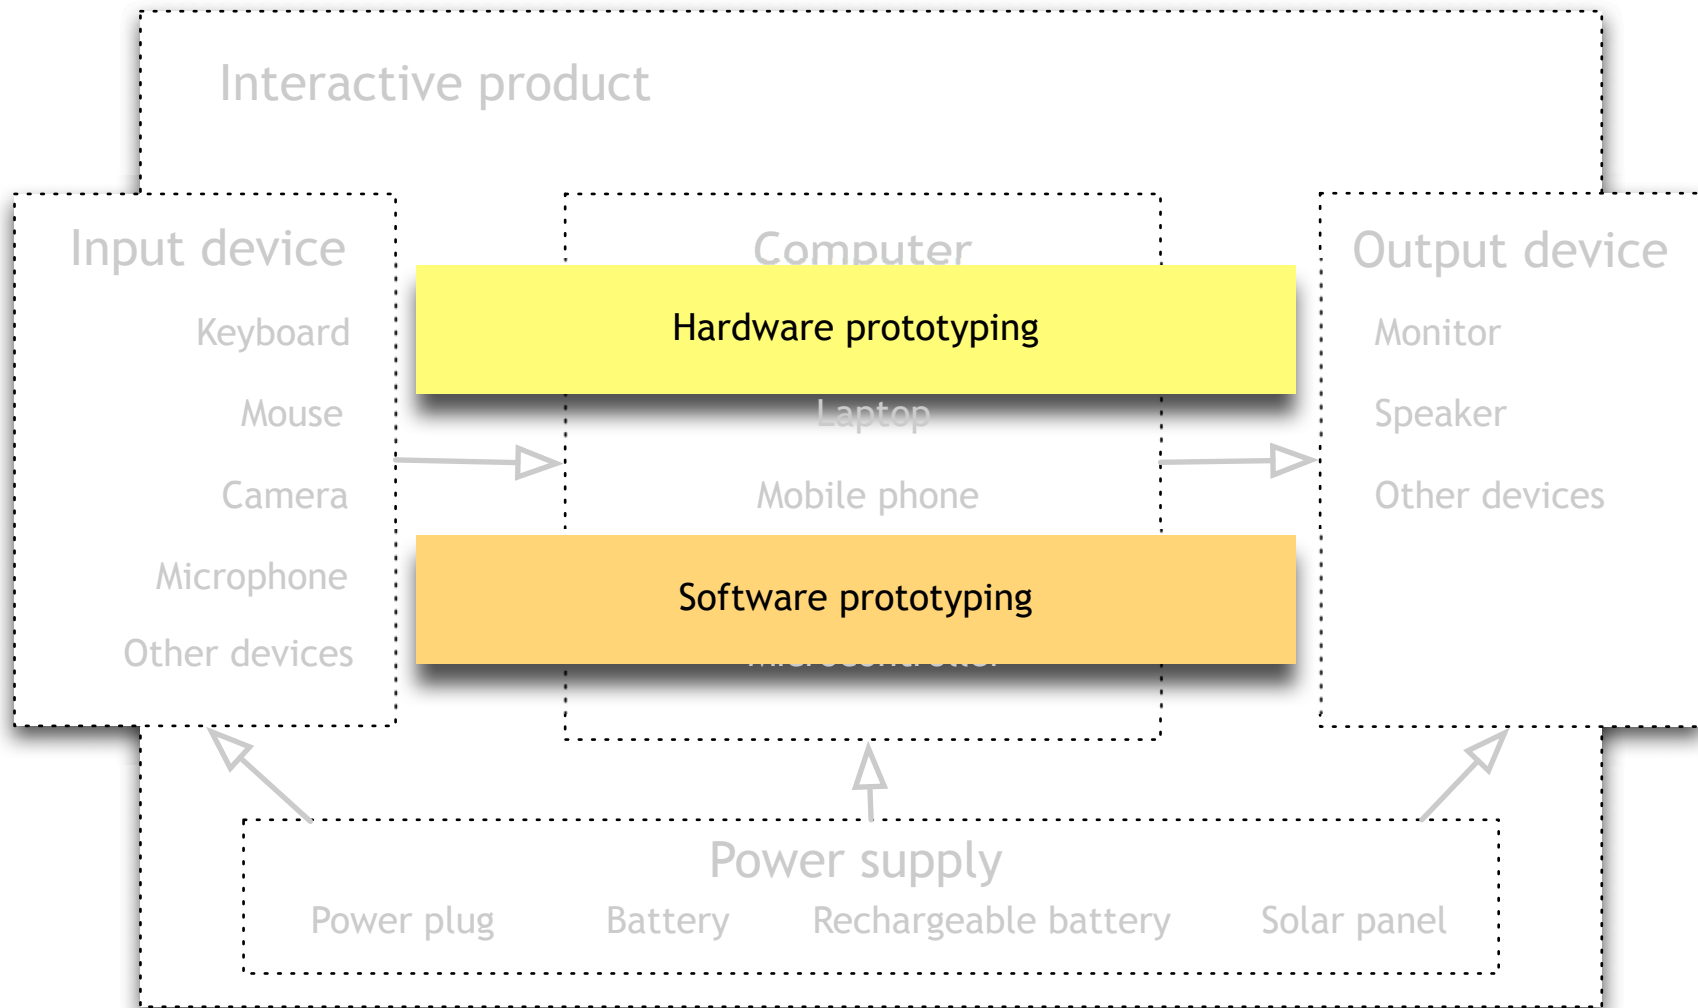 Interactive product
Input device
Keyboard
Mouse
Camera
Microphone
Other devices
Computer
Hardware prototyping
Laptop
Mobile phone
Software prototyping
Microcontroller
Output device
Monitor
Speaker
Other devices
Power supply
Power plug
Battery
Rechargeable battery
Solar panel